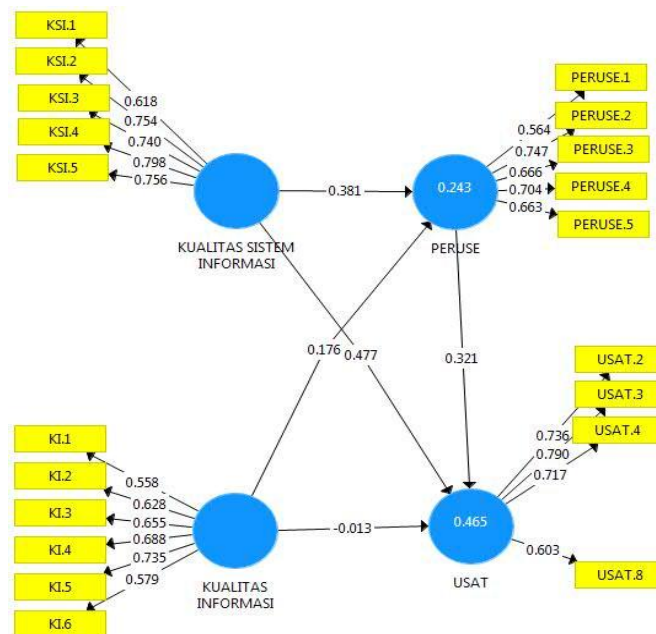 KSI.1
KSI.2
KSI.3
KSI.4
KSI.5
0.618
0.754
0.740
0.798
0.756
KUALITAS SISTEM
INFORMASI
0.381
0.243
PERUSE
0.564
0.747
0.666
0.704
0.663
PERUSE.1
PERUSE.2
PERUSE.3
PERUSE.4
PERUSE.5
0.176
0.477
0.321
KI.1
KI.2
KI.3
KI.4
KI.5
KI.6
0.558
0.628
0.655
0.688
0.735
0.579
KUALITAS
INFORMASI
-0.013
0.465
USAT
0.736
0.790
0.717
0.603
USAT.2
USAT.3
USAT.4
USAT.8